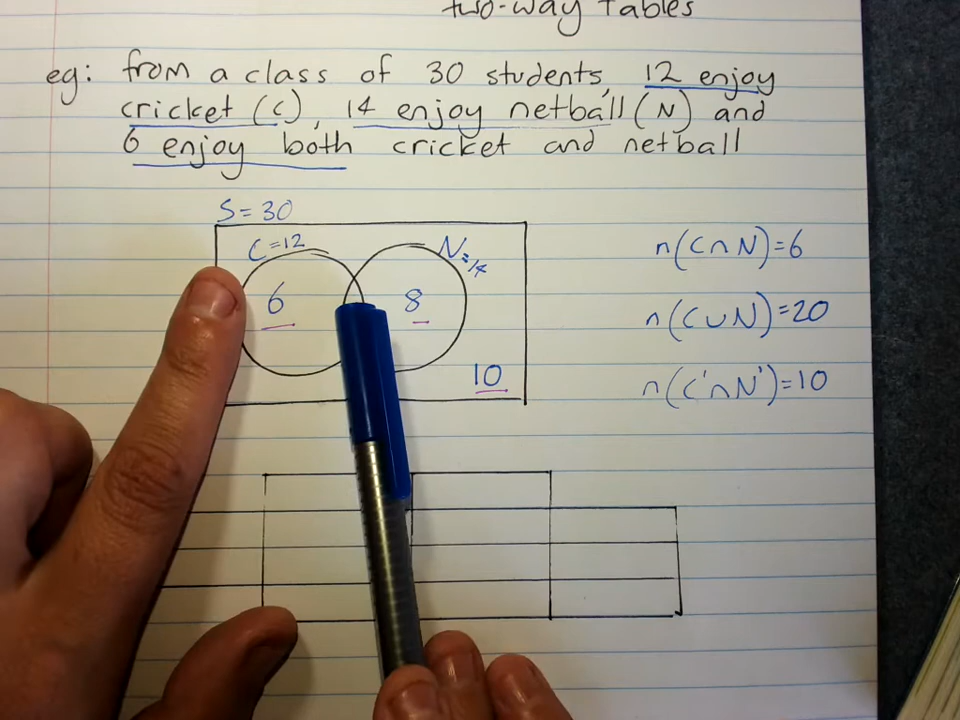 two-way Tables
eg: from a class of 30 students, 12 enjoy
cricket (C), 14 enjoy netball (N) and
6 enjoy both cricket and netball
S = 30
C = 12
N = 14
6
8
10
n(C∩N)=6
n(C∪N)=20
n(C'∩N')=10